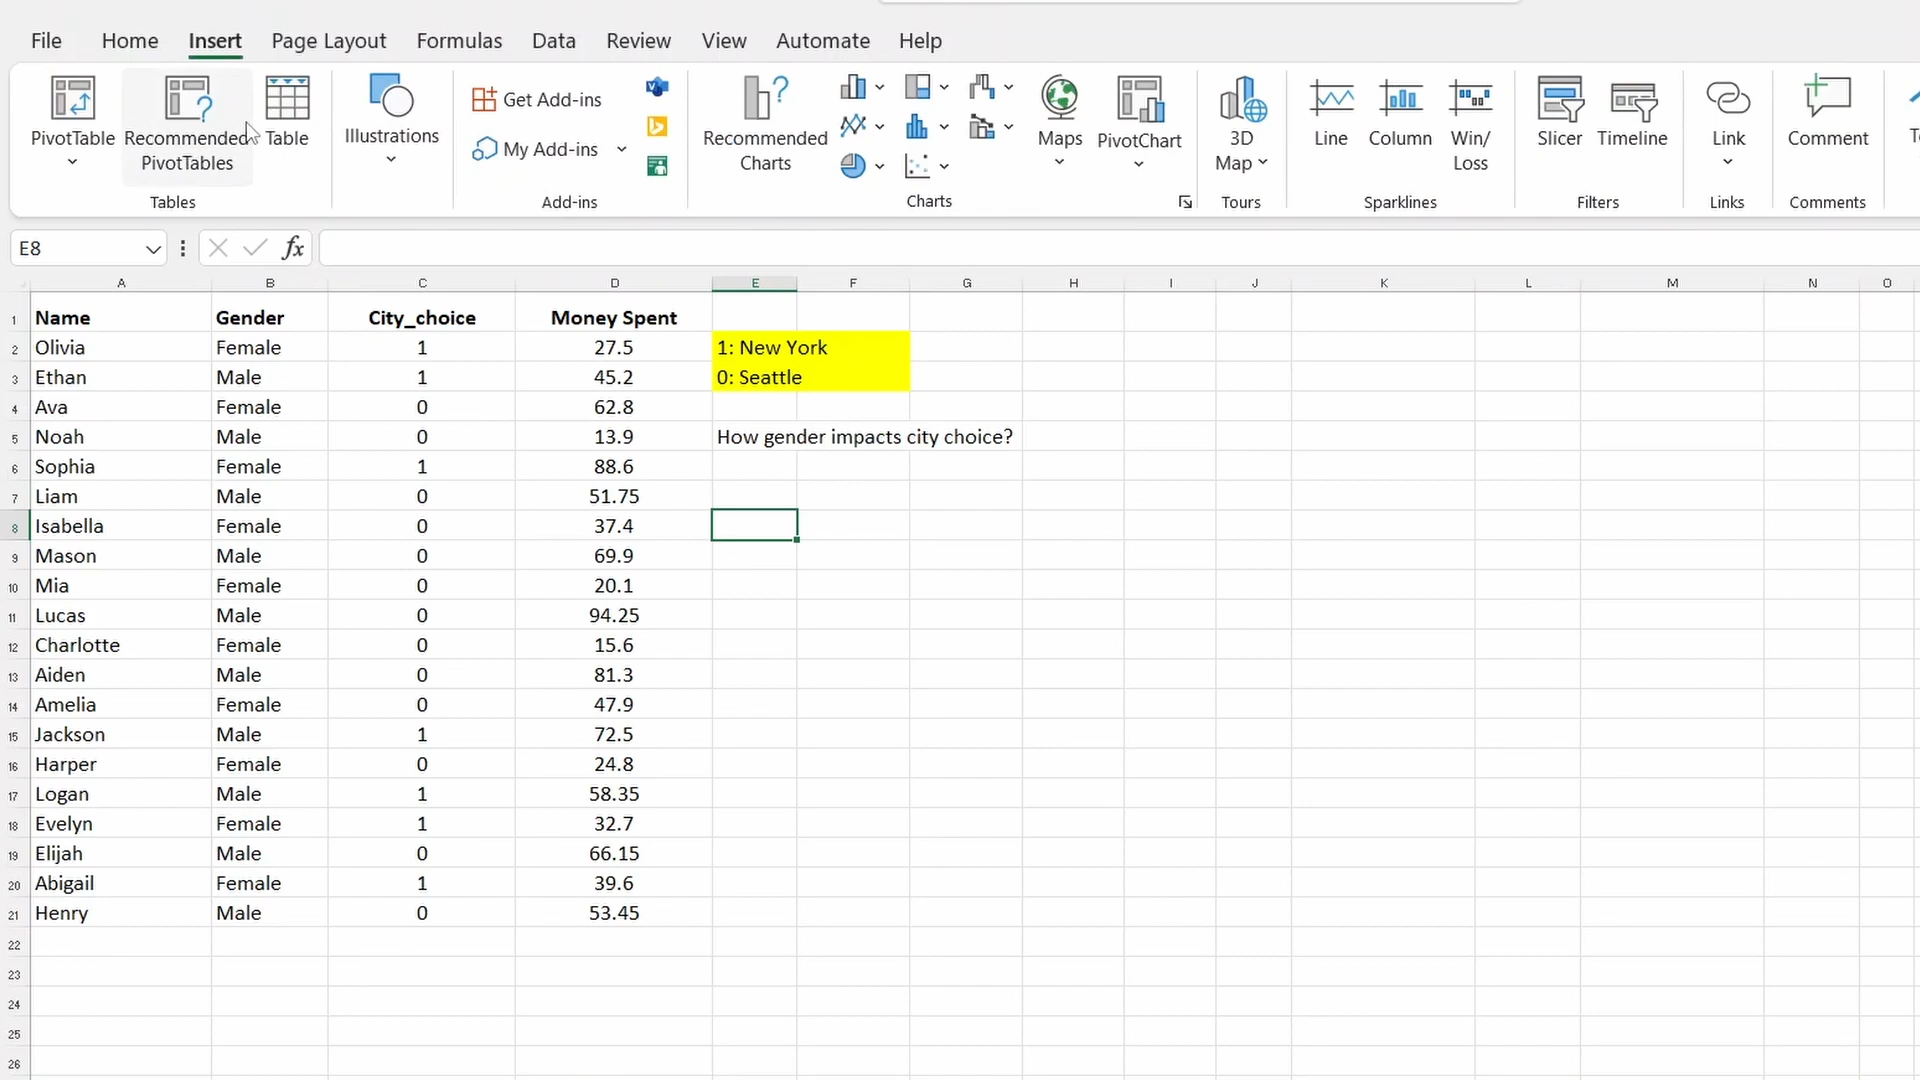 File Home Insert Page Layout Formulas Data Review View Automate Help
PivotTable
Recommended
PivotTables
Table
Tables
Illustrations
Get Add-ins
My Add-ins
Add-ins
Recommended
Charts
Maps
PivotChart
Charts
3D
Map
Tours
Line
Column
Win/
Loss
Sparklines
Slicer
Timeline
Filters
Link
Links
Comment
Comments
E8
fx
A B C D E F G H I J K L M N O
1 Name Gender City_choice Money Spent
2 Olivia Female 1 27.5 1: New York
3 Ethan Male 1 45.2 0: Seattle
4 Ava Female 0 62.8
5 Noah Male 0 13.9 How gender impacts city choice?
6 Sophia Female 1 88.6
7 Liam Male 0 51.75
8 Isabella Female 0 37.4
9 Mason Male 0 69.9
10 Mia Female 0 20.1
11 Lucas Male 0 94.25
12 Charlotte Female 0 15.6
13 Aiden Male 0 81.3
14 Amelia Female 0 47.9
15 Jackson Male 1 72.5
16 Harper Female 0 24.8
17 Logan Male 1 58.35
18 Evelyn Female 1 32.7
19 Elijah Male 0 66.15
20 Abigail Female 1 39.6
21 Henry Male 0 53.45
22
23
24
25
26